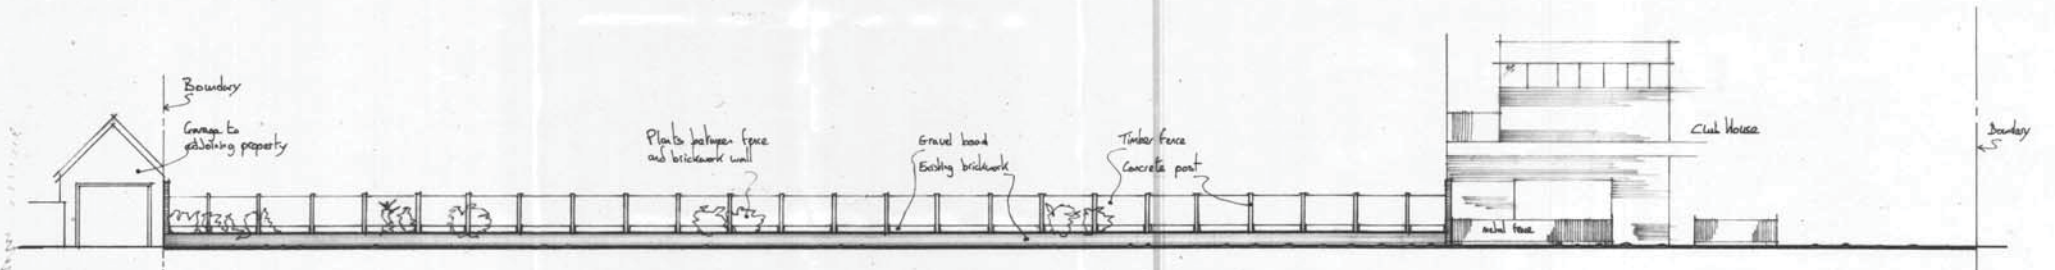 Boundary
Garage to
adjoining property
Plants between fence
and brickwork wall
Gravel board
Existing brickwork
Timber fence
Concrete post
metal fence
Club House
Boundary